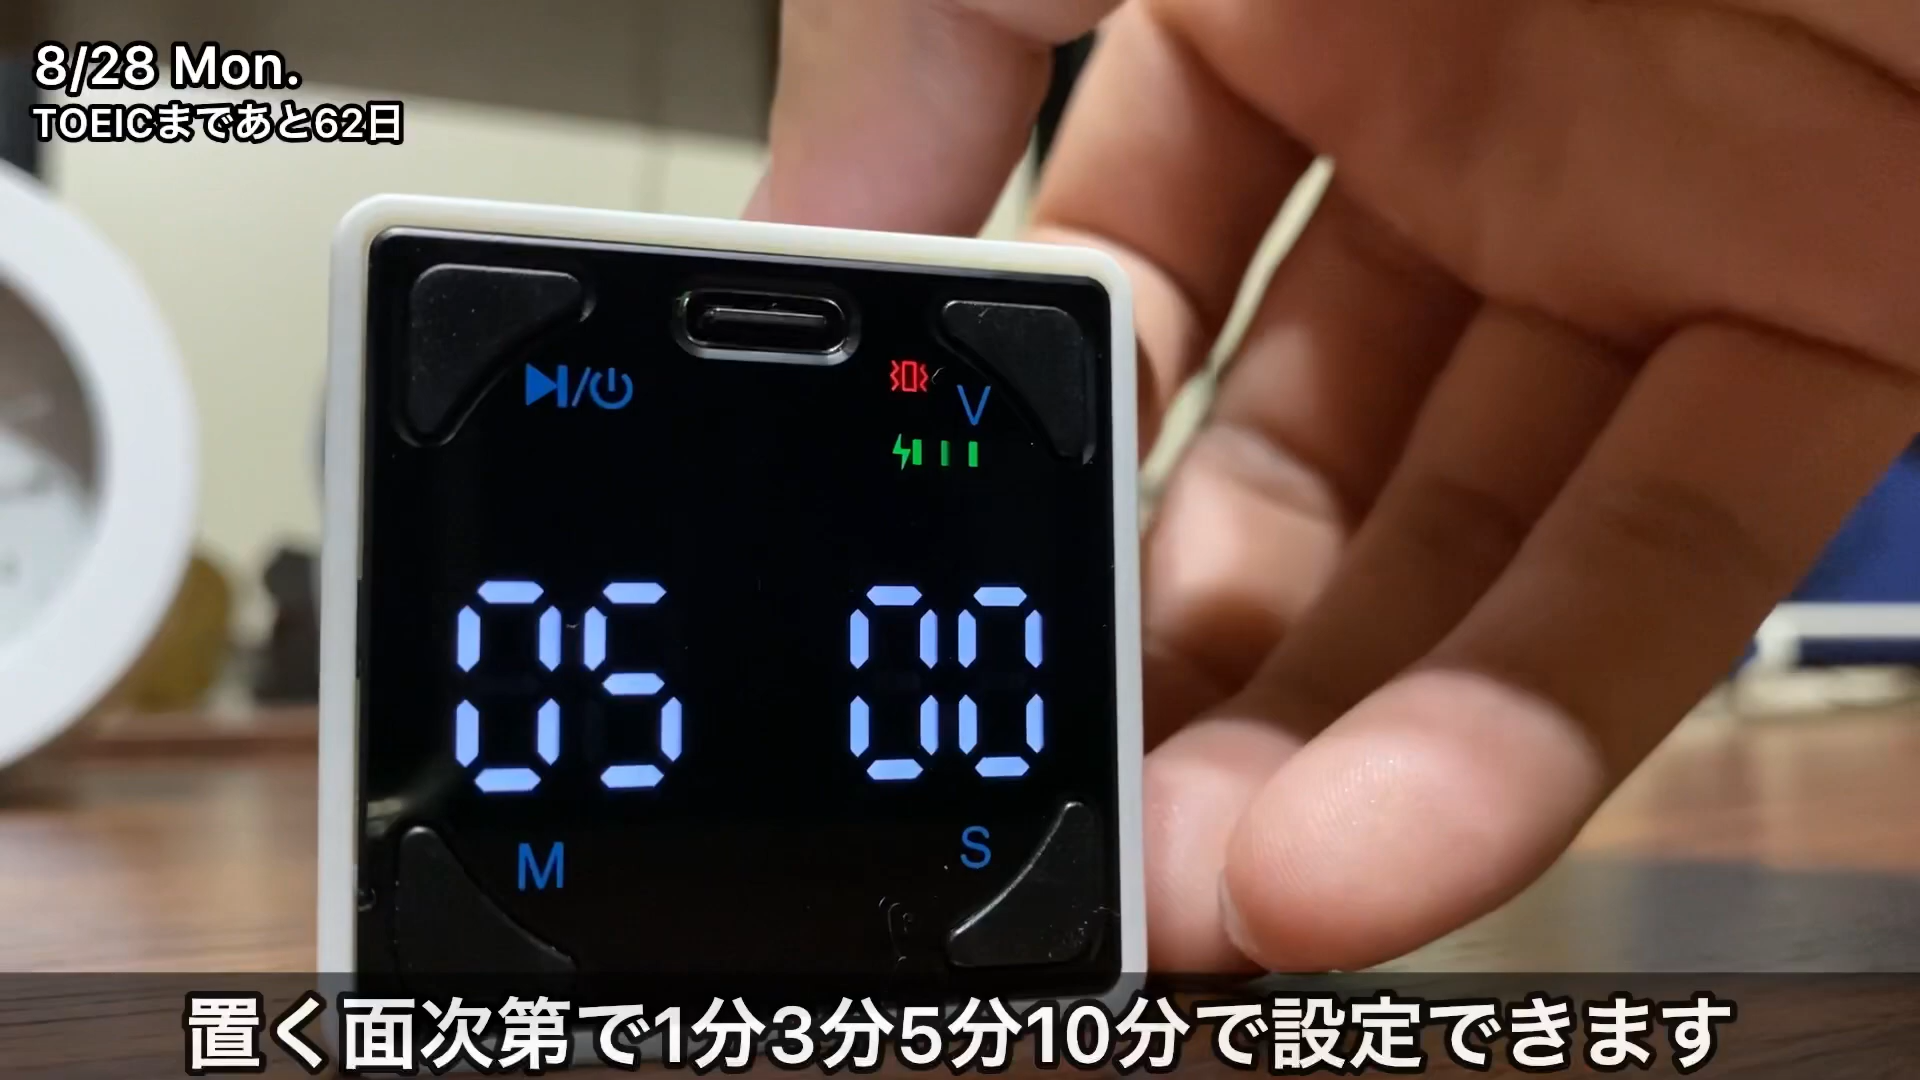 8/28 Mon.
TOEICまであと62日
V
05 00
M S
置く面次第で1分3分5分10分で設定できます